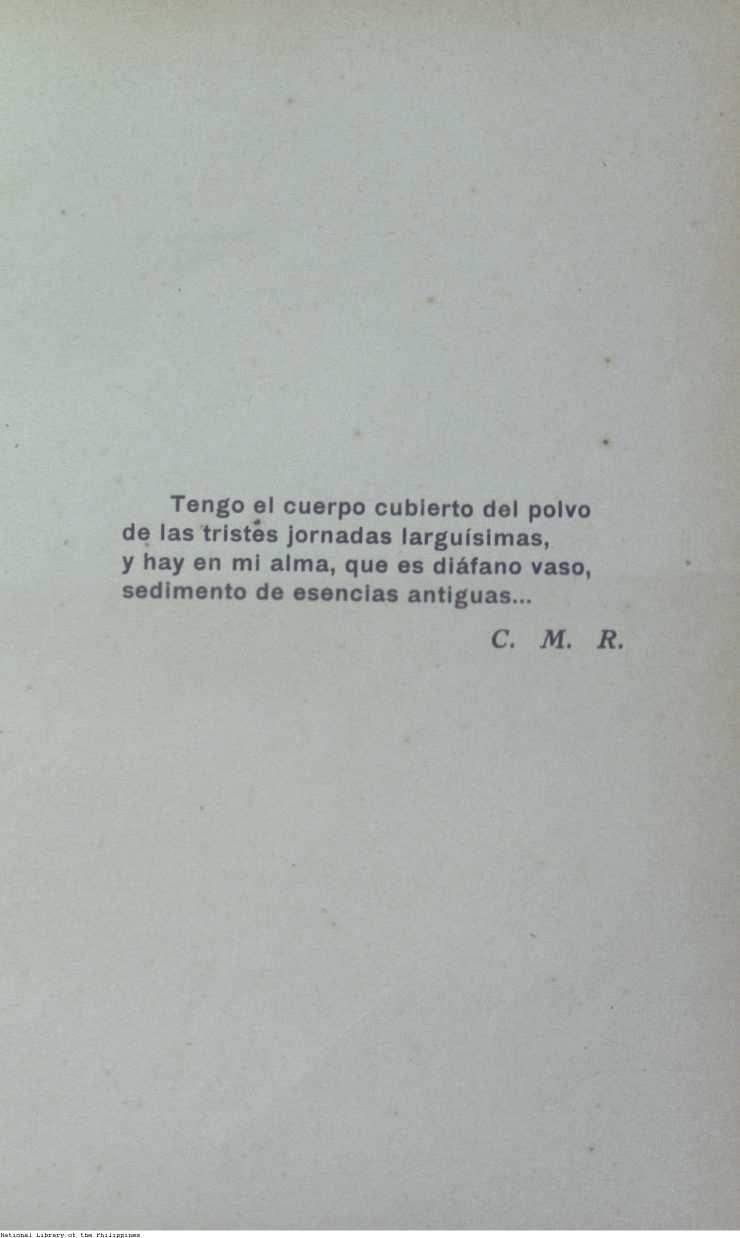 Tengo el cuerpo cubierto del polvo
de las tristes jornadas larguísimas,
y hay en mi alma, que es diáfano vaso,
sedimento de esencias antiguas...
C. M. R.
National Library of the Philippines